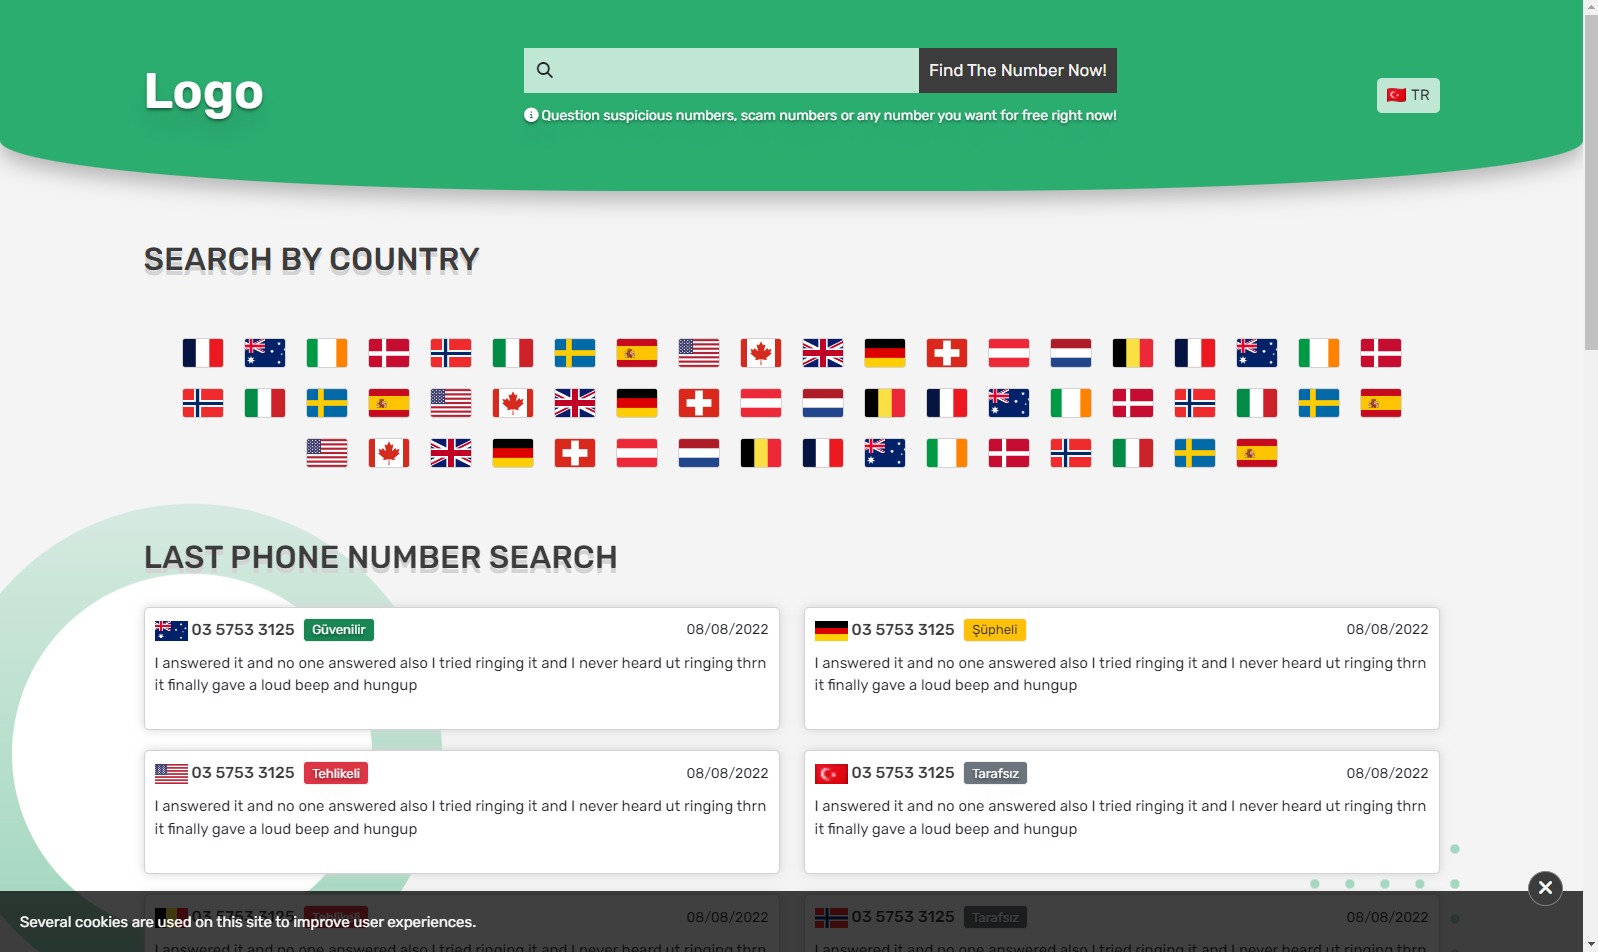 Logo
Find The Number Now!
Question suspicious numbers, scam numbers or any number you want for free right now!
TR
SEARCH BY COUNTRY
LAST PHONE NUMBER SEARCH
03 5753 3125 Güvenilir 08/08/2022
I answered it and no one answered also I tried ringing it and I never heard ut ringing thrn
it finally gave a loud beep and hungup
03 5753 3125 Şüpheli 08/08/2022
I answered it and no one answered also I tried ringing it and I never heard ut ringing thrn
it finally gave a loud beep and hungup
03 5753 3125 Tehlikeli 08/08/2022
I answered it and no one answered also I tried ringing it and I never heard ut ringing thrn
it finally gave a loud beep and hungup
03 5753 3125 Tarafsız 08/08/2022
I answered it and no one answered also I tried ringing it and I never heard ut ringing thrn
it finally gave a loud beep and hungup
03 5753 3125 Tehlikeli 08/08/2022
I answered it and no one answered also I tried ringing it and I never heard ut ringing thrn
03 5753 3125 Tarafsız 08/08/2022
I answered it and no one answered also I tried ringing it and I never heard ut ringing thrn
Several cookies are used on this site to improve user experiences.